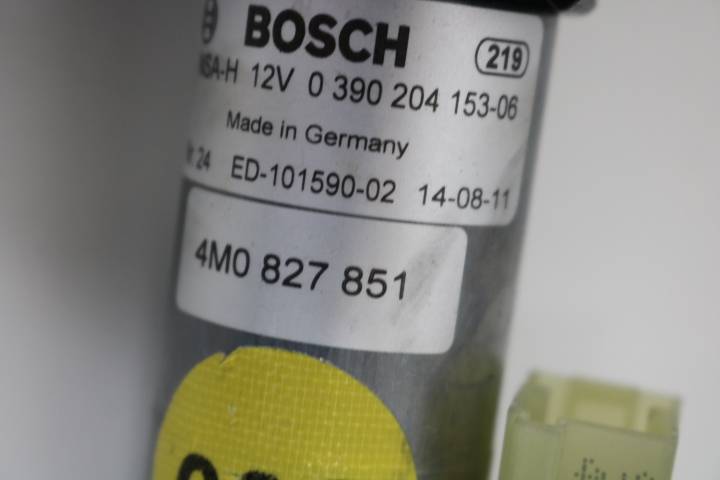 BOSCH 219
12V 0 390 204 153-06
Made in Germany
24 ED-101590-02 14-08-11
4M0 827 851